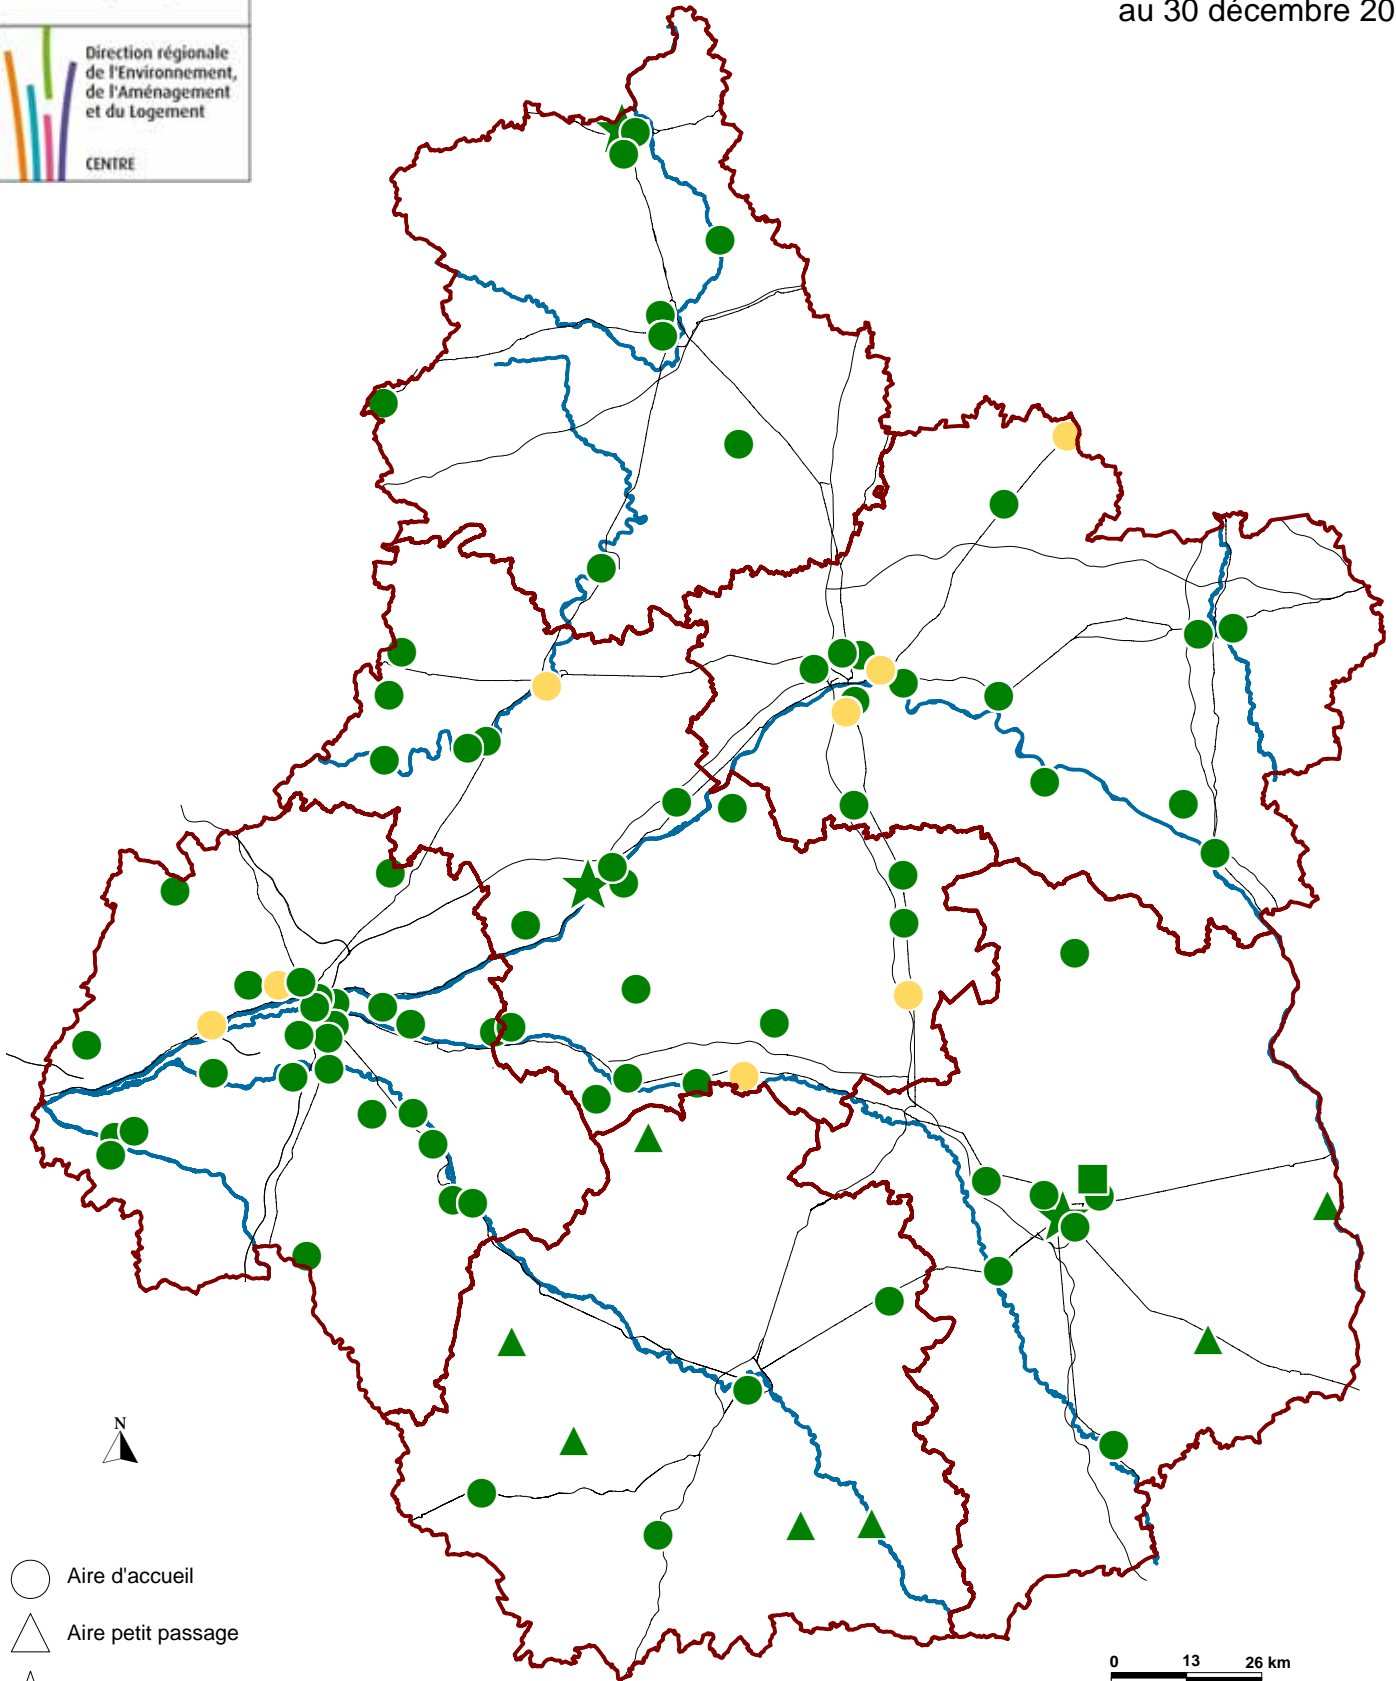 au 30 décembre 20
Direction régionale
de l'Environnement,
de l'Aménagement
et du Logement
CENTRE
N
Aire d'accueil
Aire petit passage
0 13 26 km